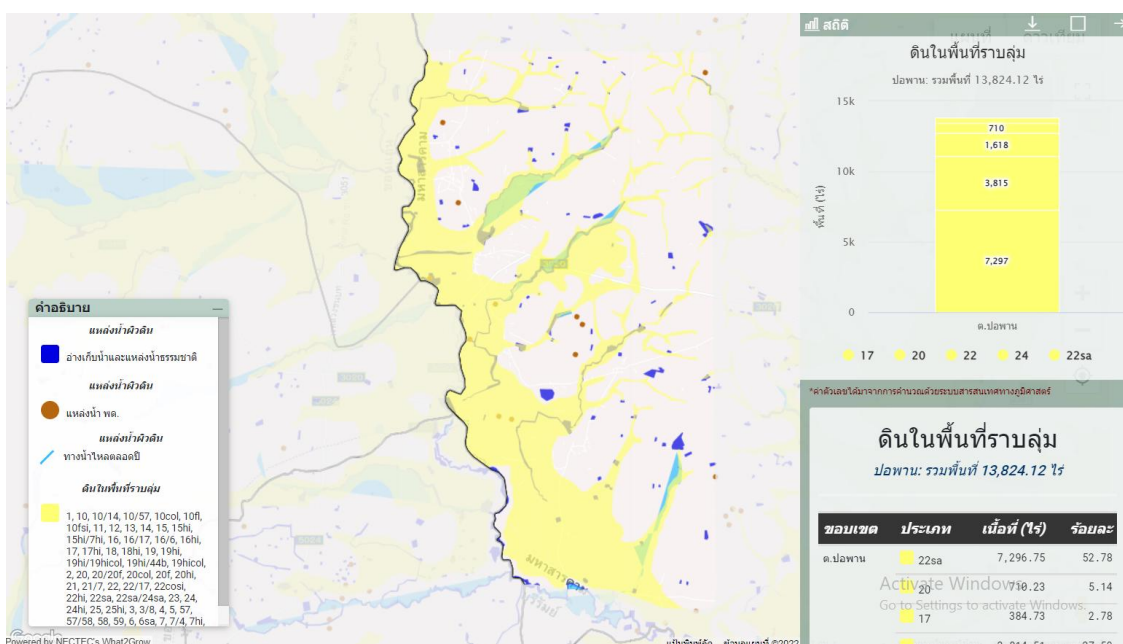 สถิติ
ดินในพื้นที่ราบลุ่ม
ปอพาน: รวมพื้นที่ 13,824.12 ไร่
15k
10k
5k
0
พื้นที่ (ไร่)
710
1,618
3,815
7,297
ต.ปอพาน
17 20 22 24 22sa
*ค่าตัวเลขได้มาจากการคำนวณด้วยระบบสารสนเทศทางภูมิศาสตร์
ดินในพื้นที่ราบลุ่ม
ปอพาน: รวมพื้นที่ 13,824.12 ไร่
ขอบเขต ประเภท เนื้อที่ (ไร่) ร้อยละ
ต.ปอพาน 22sa 7,296.75 52.78
20 710.23 5.14
17 384.73 2.78
Activate Windows
Go to Settings to activate Windows.
มหาสารคาม
คำอธิบาย
แหล่งน้ำผิวดิน
อ่างเก็บน้ำและแหล่งน้ำธรรมชาติ
แหล่งน้ำผิวดิน
แหล่งน้ำ พด.
แหล่งน้ำผิวดิน
ทางน้ำไหลตลอดปี
ดินในพื้นที่ราบลุ่ม
1, 10, 10/14, 10/57, 10col, 10fl,
10fsi, 11, 12, 13, 14, 15, 15hi,
15hi/7hi, 16, 16/17, 16/6, 16hi,
17, 17hi, 18, 18hi, 19, 19hi,
19hi/19hicol, 19hi/44b, 19hicol,
2, 20, 20/20f, 20col, 20f, 20hi,
21, 21/7, 22, 22/17, 22cosi,
22hi, 22sa, 22sa/24sa, 23, 24,
24hi, 25, 25hi, 3, 3/8, 4, 5, 57,
57/58, 58, 59, 6, 6sa, 7, 7/4, 7hi,
Google
Powered by NECTEC's What2Grow